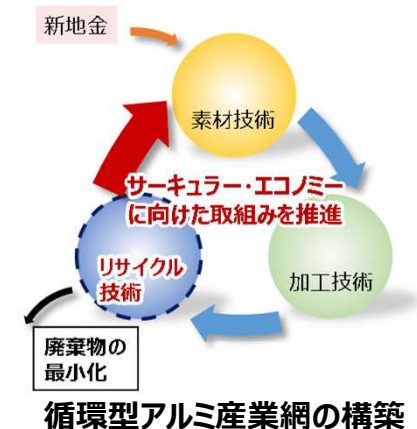 新地金
素材技術
サーキュラー・エコノミー
に向けた取組みを推進
リサイクル
技術
加工技術
廃棄物の
最小化
循環型アルミ産業網の構築